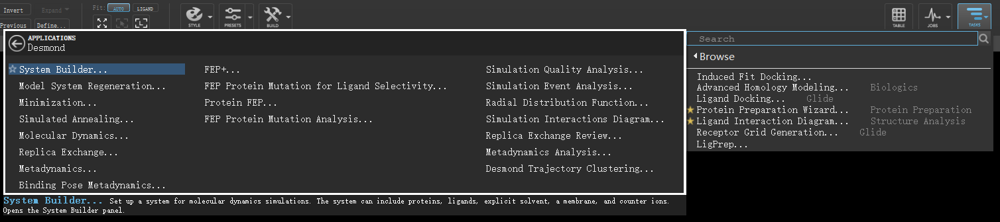 Invert
Expand
Fit:
AUTO
LIGAND
Previous
Define...
STYLE
PRESETS
BUILD
TABLE
JOBS
TASKS
APPLICATIONS
Desmond
System Builder...
Model System Regeneration...
Minimization...
Simulated Annealing...
Molecular Dynamics...
Replica Exchange...
Metadynamics...
Binding Pose Metadynamics...
FEP+...
FEP Protein Mutation for Ligand Selectivity...
Protein FEP...
FEP Protein Mutation Analysis...
Simulation Quality Analysis...
Simulation Event Analysis...
Radial Distribution Function...
Simulation Interactions Diagram...
Replica Exchange Review...
Metadynamics Analysis...
Desmond Trajectory Clustering...
System Builder... Set up a system for molecular dynamics simulations. The system can include proteins, ligands, explicit solvent, a membrane, and counter ions.
Opens the System Builder panel.
Search
Browse
Induced Fit Docking...
Advanced Homology Modeling... Biologics
Ligand Docking... Glide
Protein Preparation Wizard... Protein Preparation
Ligand Interaction Diagram... Structure Analysis
Receptor Grid Generation... Glide
LigPrep...